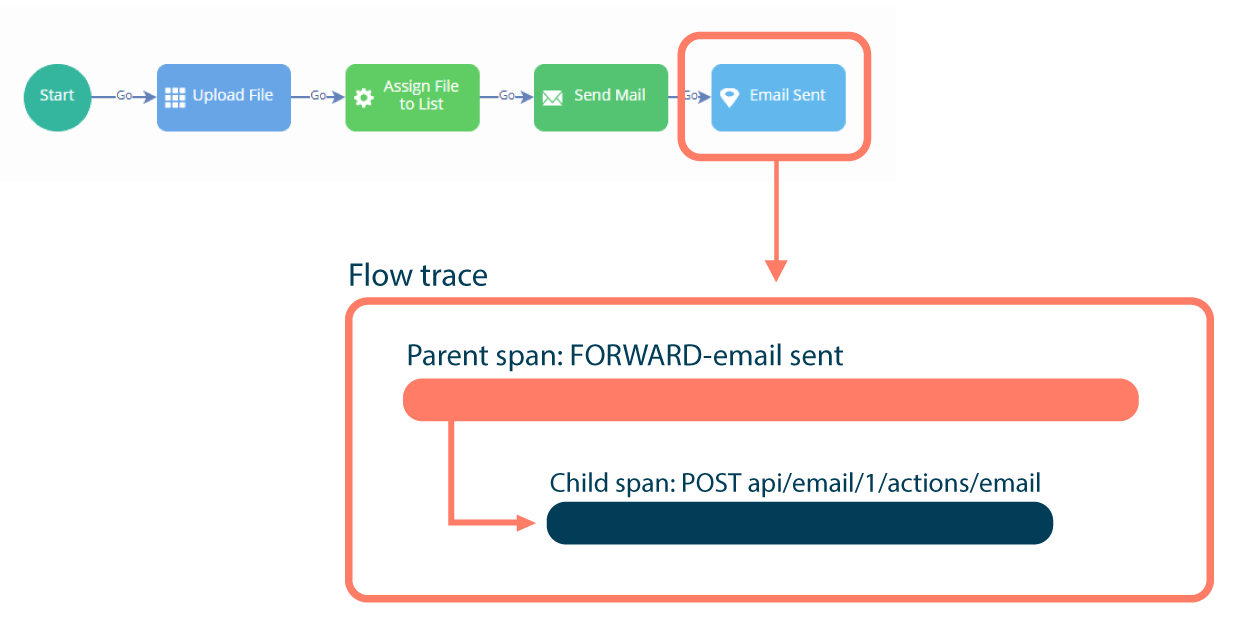 Start
Go
Upload File
Go
Assign File
to List
Go
Send Mail
Go
Email Sent
Flow trace
Parent span: FORWARD-email sent
Child span: POST api/email/1/actions/email